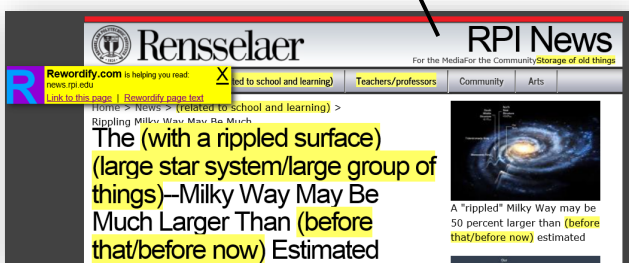 Rensselaer
RPI News
For the MediaFor the CommunityStorage of old things
Rewordify.com is helping you read:
news.rpi.edu
X
Link to this page | Rewordify page text
ted to school and learning)
Teachers/professors
Community
Arts
Home > News > (related to school and learning) >
Rippling Milky Way May Be Much
The (with a rippled surface)
(large star system/large group of
things)--Milky Way May Be
Much Larger Than (before
that/before now) Estimated
A "rippled" Milky Way may be
50 percent larger than (before
that/before now) estimated